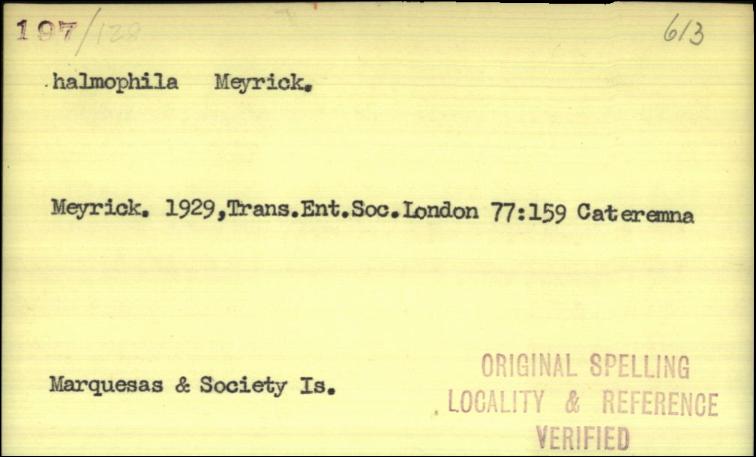 197/128 613
halmophila Meyrick.
Meyrick. 1929,Trans.Ent.Soc.London 77:159 Cateremna
Marquesas & Society Is.
ORIGINAL SPELLING
LOCALITY & REFERENCE
VERIFIED